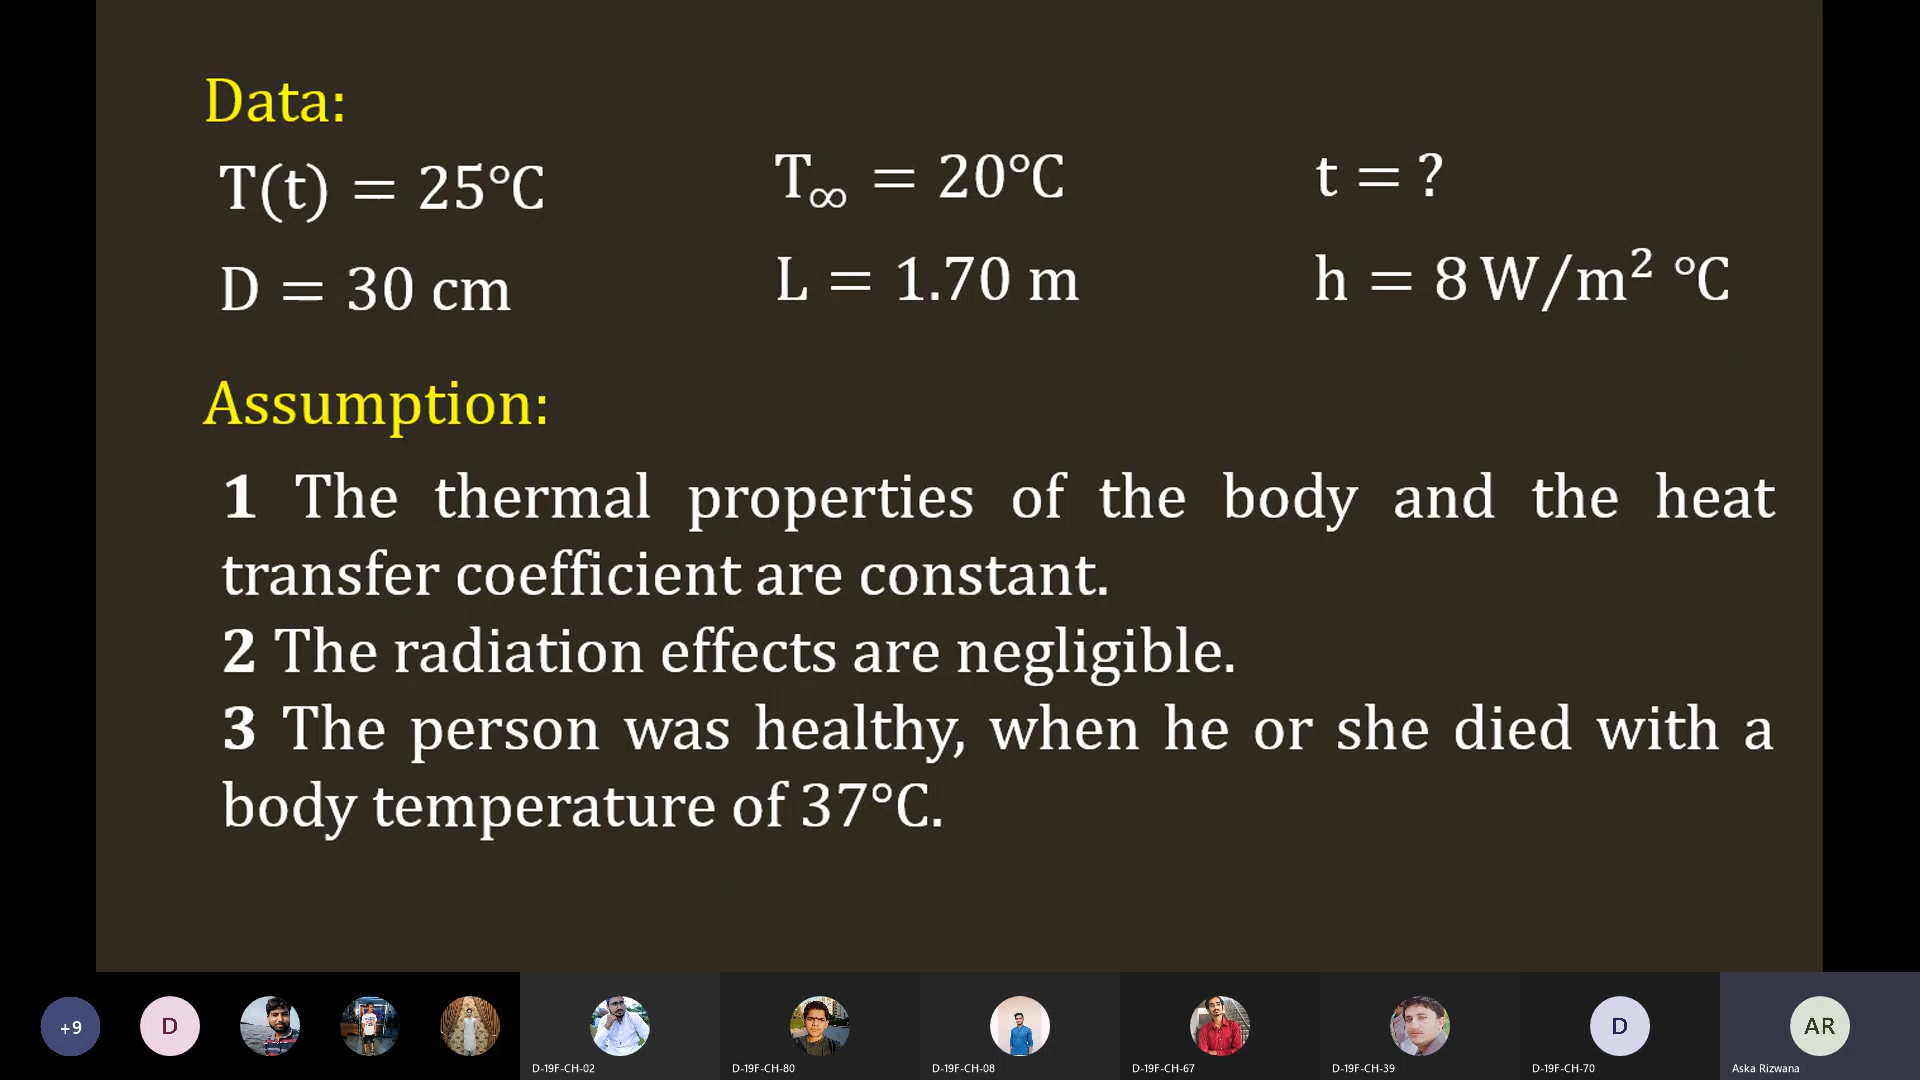 Data:
T(t) = 25°C
T∞ = 20°C
t = ?
D = 30 cm
L = 1.70 m
h = 8 W/m² °C
Assumption:
1 The thermal properties of the body and the heat
transfer coefficient are constant.
2 The radiation effects are negligible.
3 The person was healthy, when he or she died with a
body temperature of 37°C.
+9
D
D
AR
D-19F-CH-02
D-19F-CH-80
D-19F-CH-08
D-19F-CH-67
D-19F-CH-39
D-19F-CH-70
Aska Rizwana